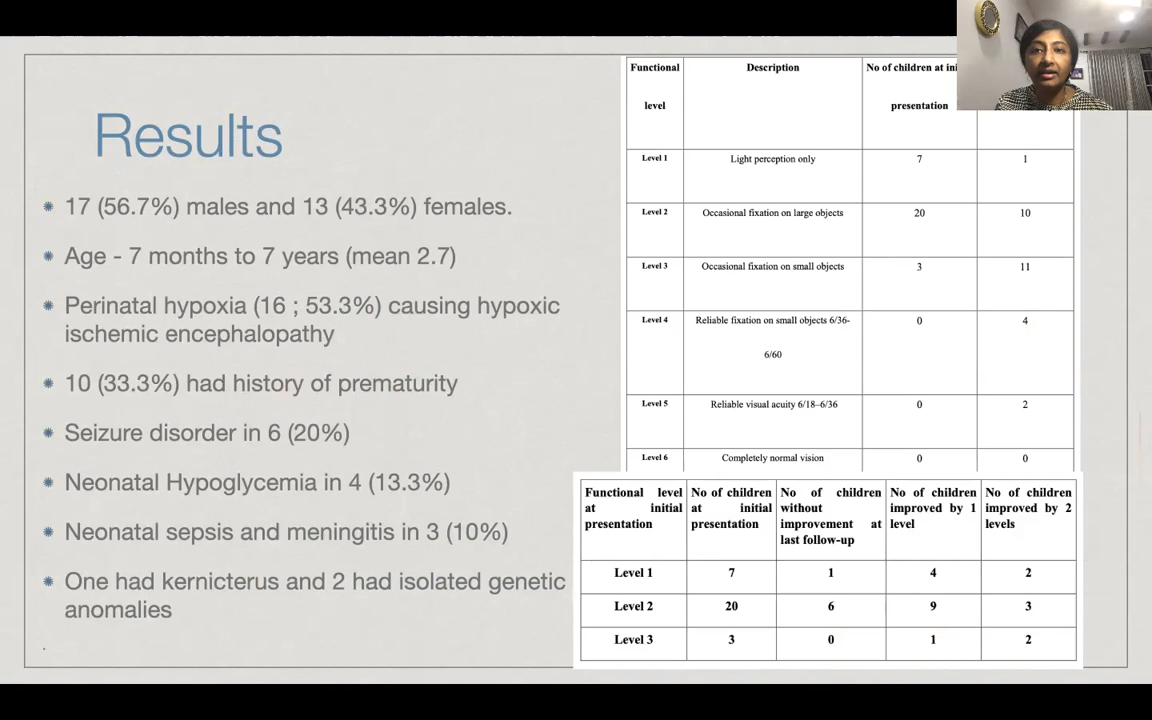 Results
17 (56.7%) males and 13 (43.3%) females.
Age - 7 months to 7 years (mean 2.7)
Perinatal hypoxia (16 ; 53.3%) causing hypoxic
ischemic encephalopathy
10 (33.3%) had history of prematurity
Seizure disorder in 6 (20%)
Neonatal Hypoglycemia in 4 (13.3%)
Neonatal sepsis and meningitis in 3 (10%)
One had kernicterus and 2 had isolated genetic
anomalies
Functional level Description No of children at presentation
Level 1 Light perception only 7 1
Level 2 Occasional fixation on large objects 20 10
Level 3 Occasional fixation on small objects 3 11
Level 4 Reliable fixation on small objects 6/36- 0 4
6/60
Level 5 Reliable visual acuity 6/18–6/36 0 2
Level 6 Completely normal vision 0 0
Functional level No of children No of children No of children No of children
at initial at initial without improved by 1 improved by 2
presentation presentation improvement at level levels
last follow-up
Level 1 7 1 4 2
Level 2 20 6 9 3
Level 3 3 0 1 2